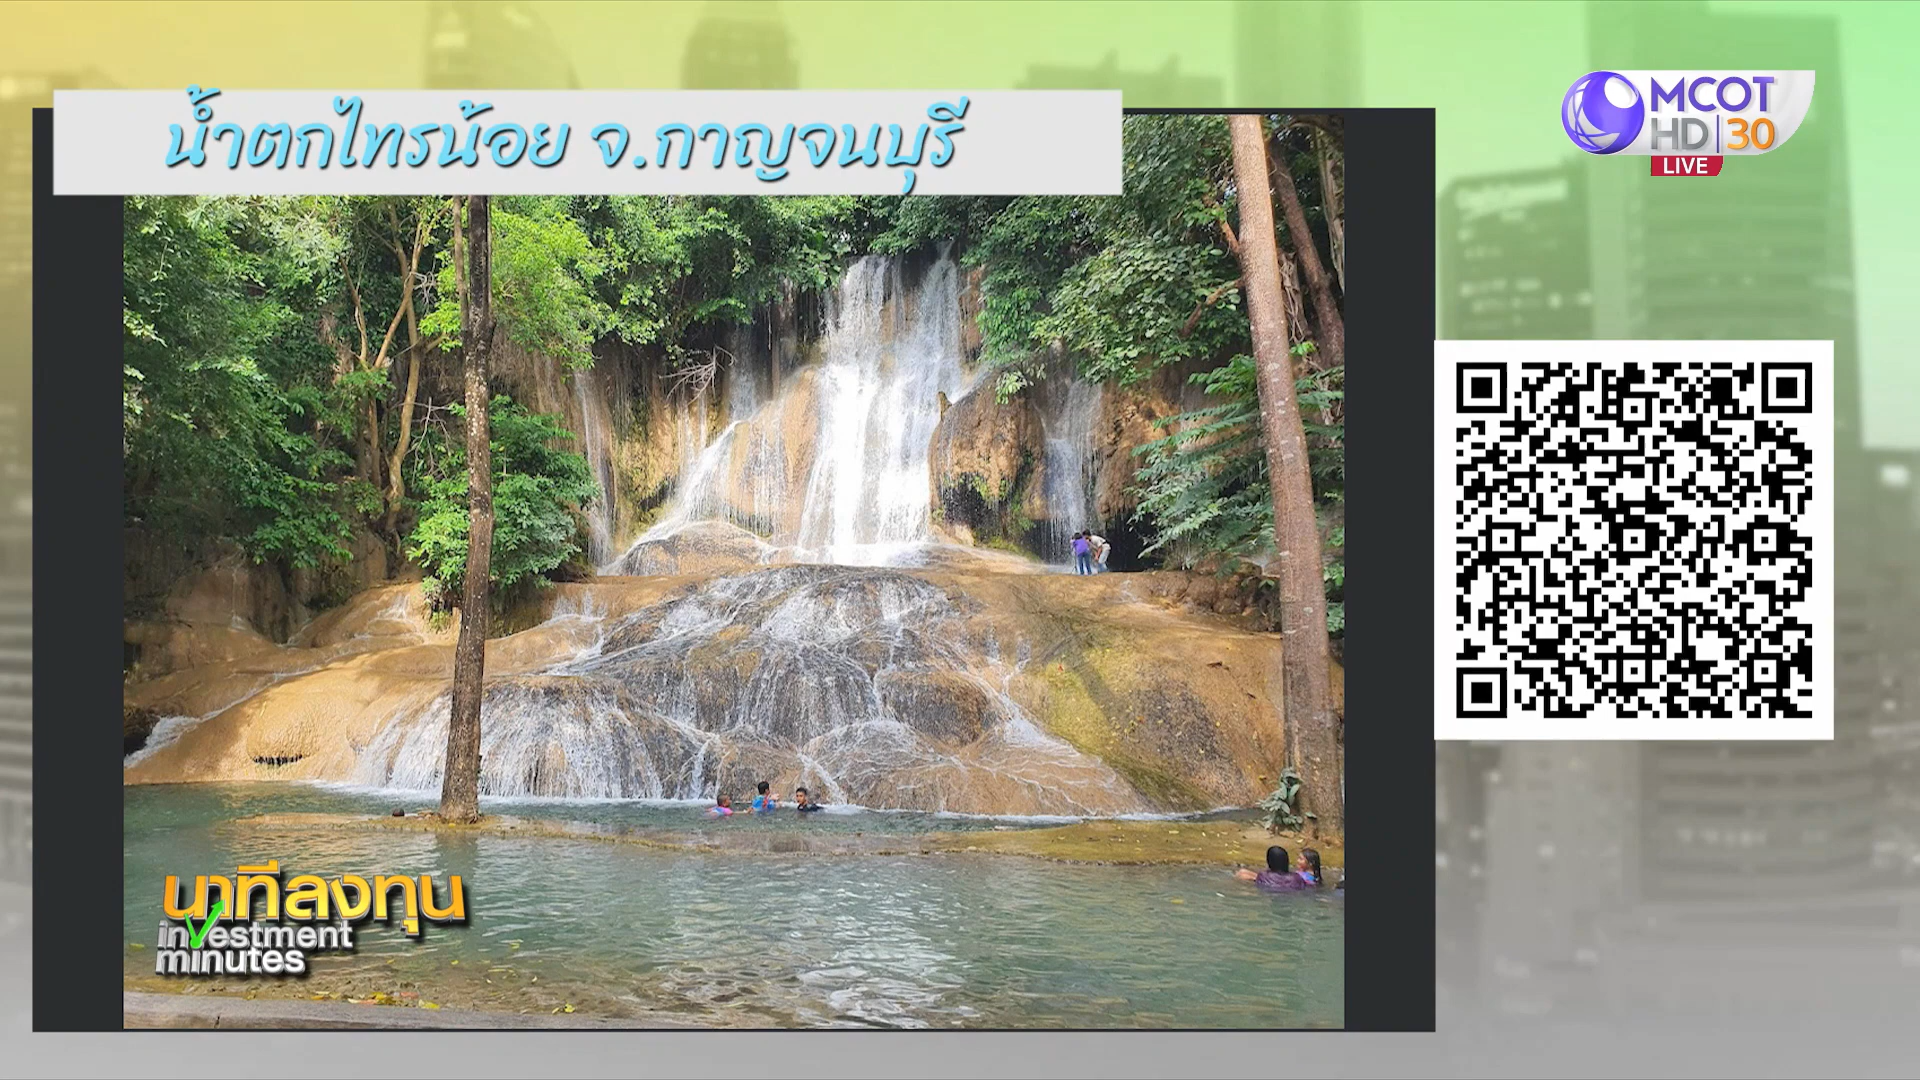 น้ำตกไทรน้อย จ.กาญจนบุรี
MCOT
HD 30
LIVE
นาทีลงทุน
investment
minutes